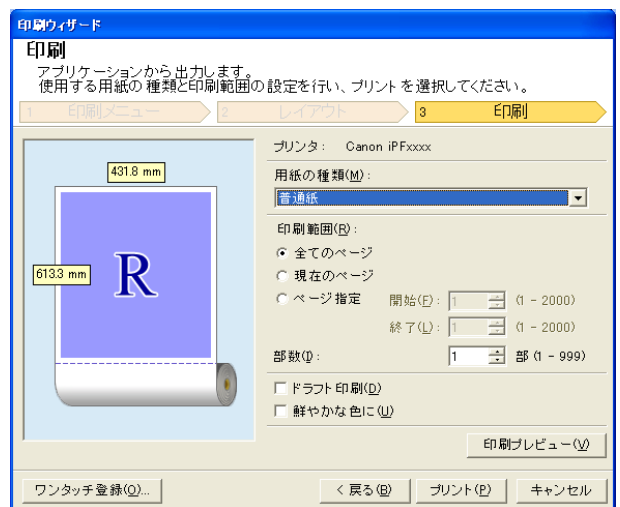 印刷ウィザード
印刷
アプリケーションから出力します。
使用する用紙の種類と印刷範囲の設定を行い、プリントを選択してください。
1 印刷メニュー 2 レイアウト 3 印刷
プリンタ： Canon iPFxxxx
431.8 mm
用紙の種類(M)：
普通紙
印刷範囲(R)：
全てのページ
613.3 mm
R
現在のページ
ページ指定 開始(F)： 1 (1 - 2000)
終了(L)： 1 (1 - 2000)
部数(I)： 1 部 (1 - 999)
ドラフト印刷(D)
鮮やかな色に(U)
印刷プレビュー(V)
ワンタッチ登録(O)... < 戻る(B) プリント(P) キャンセル